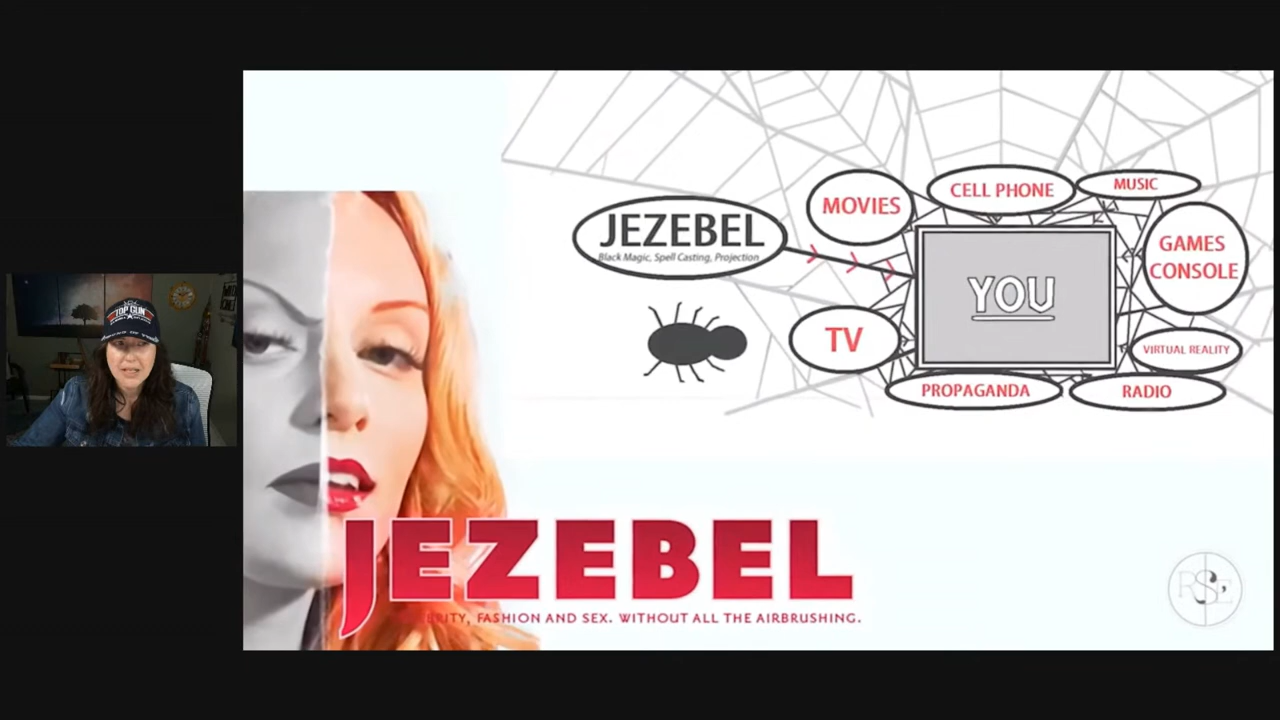 TOP GUN
MOVIES
CELL PHONE
MUSIC
JEZEBEL
Black Magic, Spell Casting, Projection
YOU
GAMES
CONSOLE
TV
VIRTUAL REALITY
PROPAGANDA
RADIO
JEZEBEL
FASHION AND SEX. WITHOUT ALL THE AIRBRUSHING.